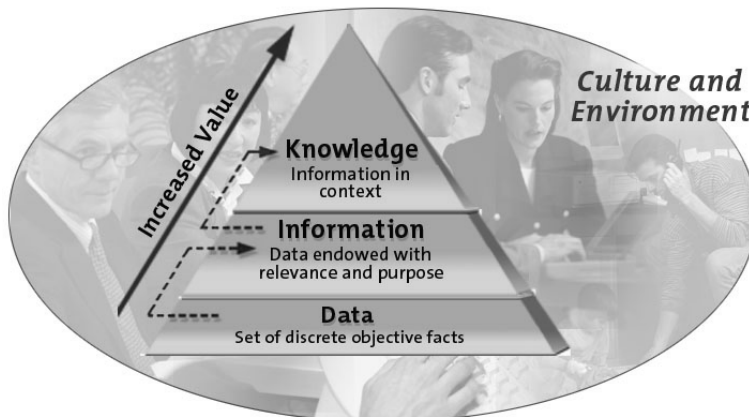 Culture and
Environment
Increased Value
Knowledge
Information in
context
Information
Data endowed with
relevance and purpose
Data
Set of discrete objective facts